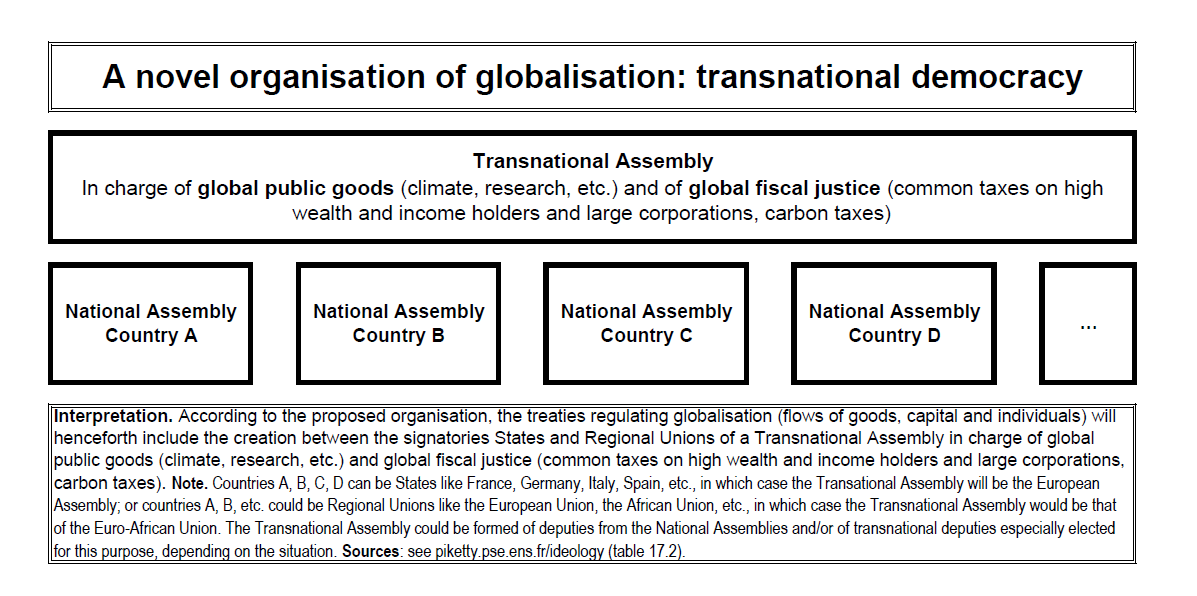 A novel organisation of globalisation: transnational democracy
Transnational Assembly
In charge of global public goods (climate, research, etc.) and of global fiscal justice (common taxes on high
wealth and income holders and large corporations, carbon taxes)
National Assembly
Country A
National Assembly
Country B
National Assembly
Country C
National Assembly
Country D
...
Interpretation. According to the proposed organisation, the treaties regulating globalisation (flows of goods, capital and individuals) will
henceforth include the creation between the signatories States and Regional Unions of a Transnational Assembly in charge of global
public goods (climate, research, etc.) and global fiscal justice (common taxes on high wealth and income holders and large corporations,
carbon taxes). Note. Countries A, B, C, D can be States like France, Germany, Italy, Spain, etc., in which case the Transational Assembly will be the European
Assembly; or countries A, B, etc. could be Regional Unions like the European Union, the African Union, etc., in which case the Transnational Assembly would be that
of the Euro-African Union. The Transnational Assembly could be formed of deputies from the National Assemblies and/or of transnational deputies especially elected
for this purpose, depending on the situation. Sources: see piketty.pse.ens.fr/ideology (table 17.2).